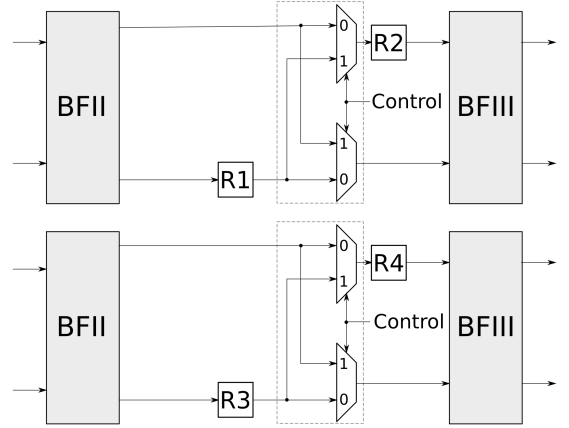 0
R2
BFII
1
Control
BFIII
1
R1
0
0
R4
BFII
1
Control
BFIII
1
R3
0